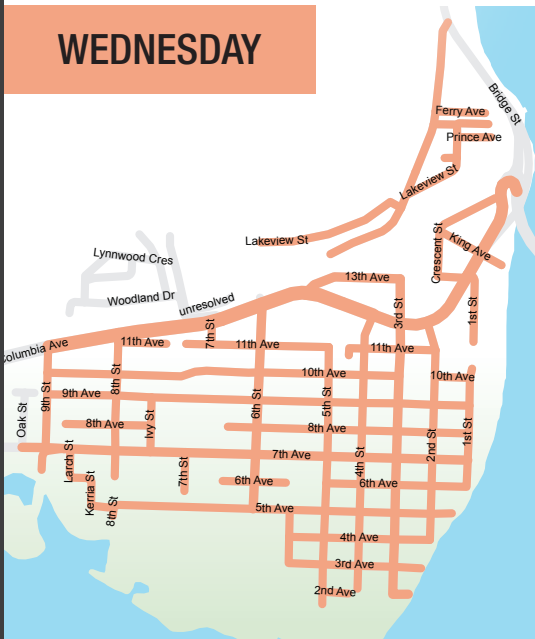 WEDNESDAY
Bridge St
Ferry Ave
Prince Ave
Lakeview St
Lakeview St
Crescent St
King Ave
Lynnwood Cres
Woodland Dr
unresolved
13th Ave
3rd St
1st St
Columbia Ave
11th Ave
7th St
11th Ave
11th Ave
8th St
10th Ave
10th Ave
9th St
9th Ave
6th St
5th St
Oak St
8th Ave
Ivy St
8th Ave
1st St
2nd St
4th St
7th Ave
Larch St
7th St
Kerria St
6th Ave
6th Ave
8th St
5th Ave
4th Ave
3rd Ave
2nd Ave